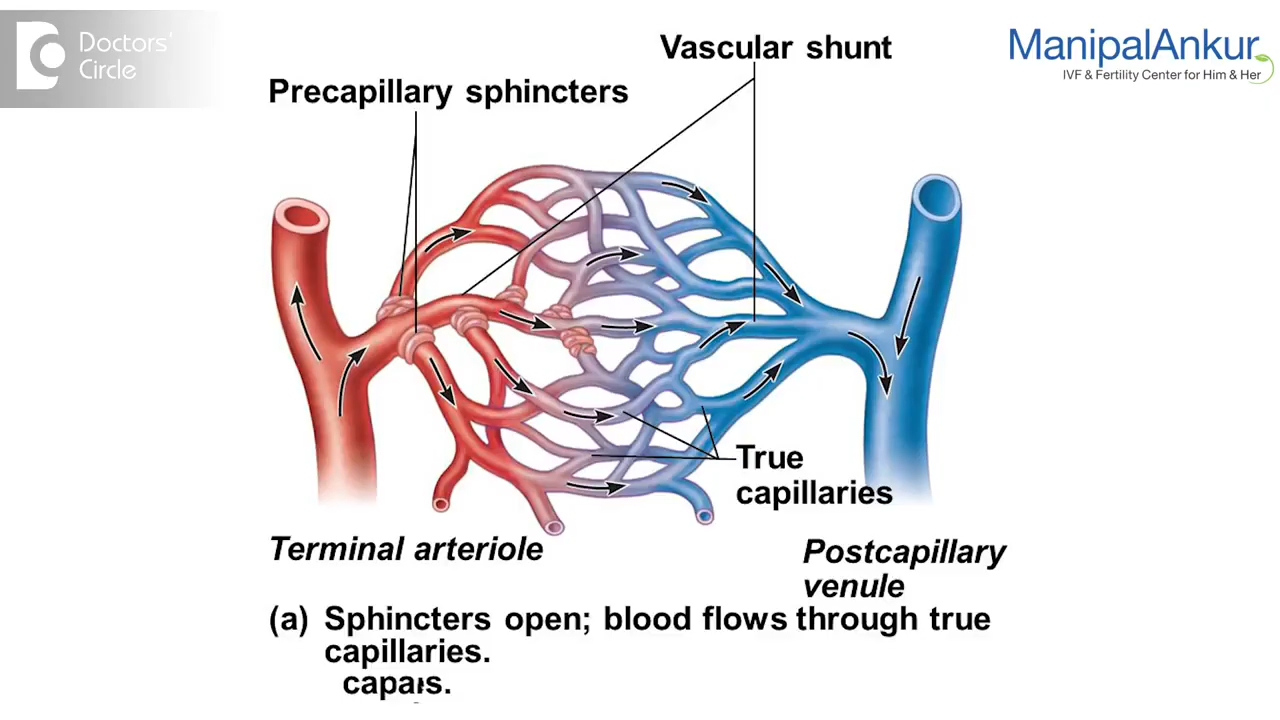 Doctors'
Circle
ManipalAnkur
IVF & Fertility Center for Him & Her
Vascular shunt
Precapillary sphincters
True
capillaries
Terminal arteriole
Postcapillary
venule
(a) Sphincters open; blood flows through true
capillaries.